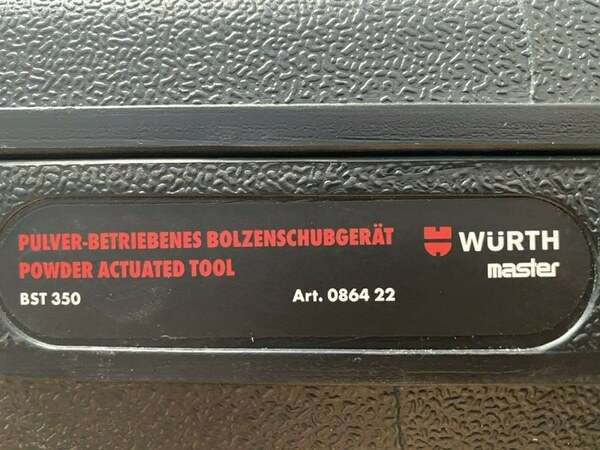 PULVER-BETRIEBENES BOLZENSCHUBGERÄT
POWDER ACTUATED TOOL
BST 350
Art. 0864 22
WÜRTH
master